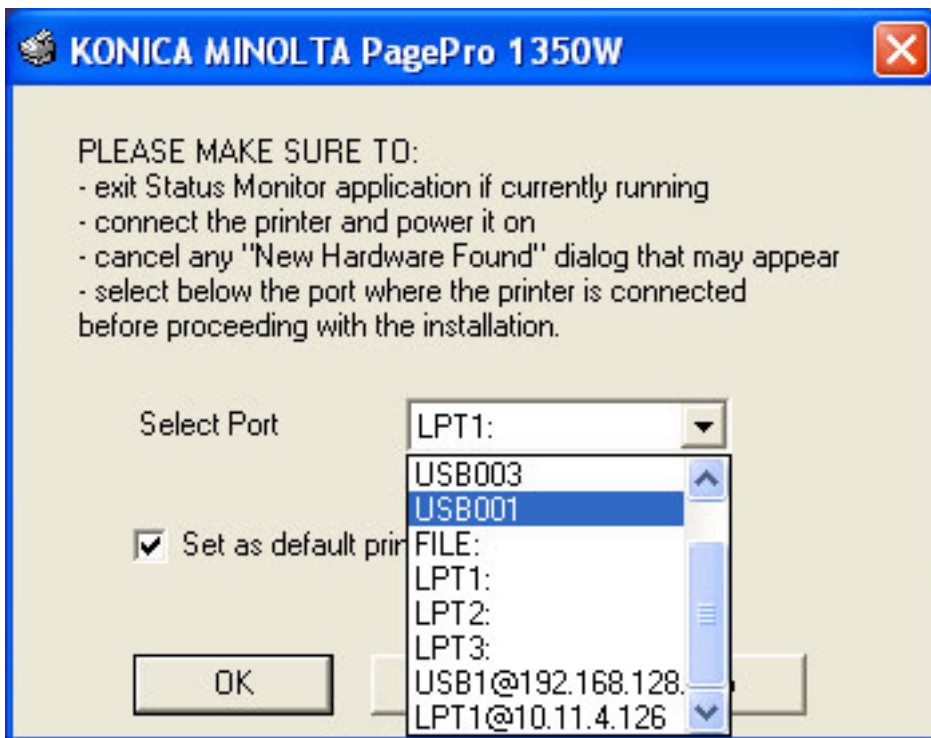 KONICA MINOLTA PagePro 1350W
PLEASE MAKE SURE TO:
- exit Status Monitor application if currently running
- connect the printer and power it on
- cancel any "New Hardware Found" dialog that may appear
- select below the port where the printer is connected
before proceeding with the installation.
Select Port
LPT1:
USB003
USB001
Set as default
FILE:
LPT1:
LPT2:
LPT3:
OK
USB1@192.168.128.
LPT1@10.11.4.126